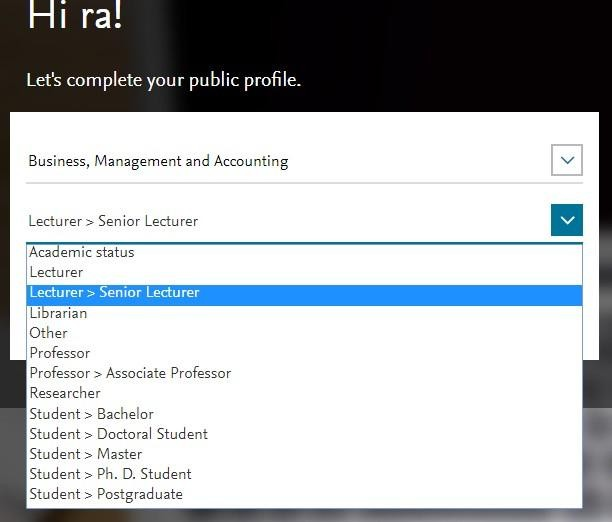 Hi ra!
Let's complete your public profile.
Business, Management and Accounting
Lecturer > Senior Lecturer
Academic status
Lecturer
Lecturer > Senior Lecturer
Librarian
Other
Professor
Professor > Associate Professor
Researcher
Student > Bachelor
Student > Doctoral Student
Student > Master
Student > Ph. D. Student
Student > Postgraduate